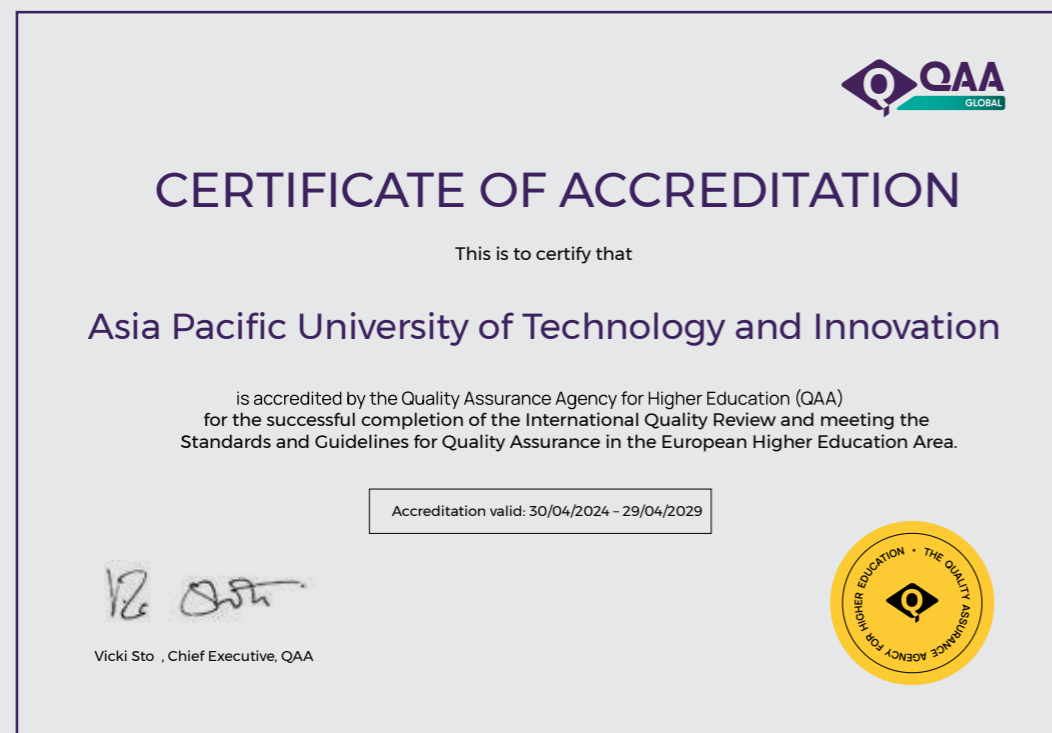 QAA
GLOBAL
CERTIFICATE OF ACCREDITATION
This is to certify that
Asia Pacific University of Technology and Innovation
is accredited by the Quality Assurance Agency for Higher Education (QAA)
for the successful completion of the International Quality Review and meeting the
Standards and Guidelines for Quality Assurance in the European Higher Education Area.
Accreditation valid: 30/04/2024 – 29/04/2029
Vicki Sto , Chief Executive, QAA
THE QUALITY ASSURANCE AGENCY FOR HIGHER EDUCATION •